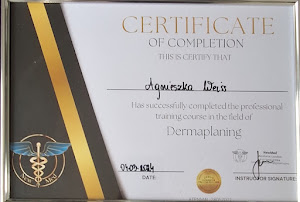 CERTIFICATE
OF COMPLETION
THIS IS CERTIFY THAT
Agnieszka Weiss
Has successfully completed the professional
training course in the field of
Dermaplaning
DATE:
INSTRUCTOR SIGNATURE